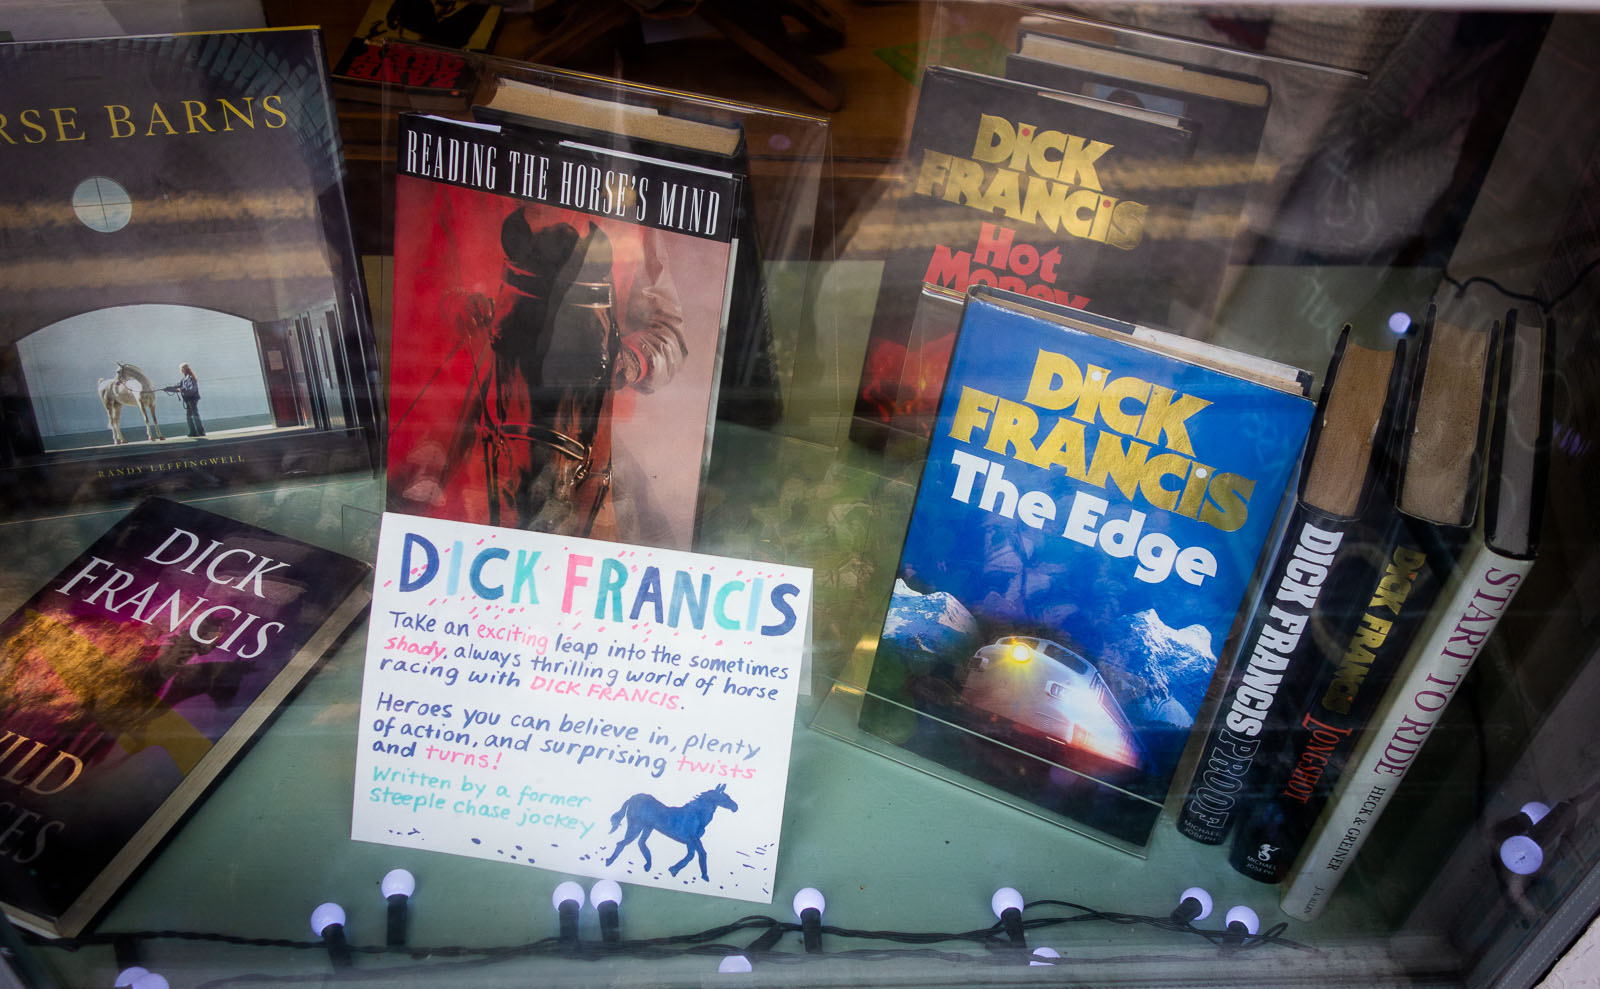 RSE BARNS
RANDY LEFFINGWELL
READING THE HORSE'S MIND
DICK
FRANCIS
Hot
Money
DICK
FRANCIS
The Edge
DICK
FRANCIS
ILD
ES
DICK FRANCIS
Take an exciting leap into the sometimes
shady, always thrilling world of horse
racing with DICK FRANCIS.
Heroes you can believe in, plenty
of action, and surprising twists
and turns!
Written by a former
steeple chase jockey
DICK FRANCIS PROOF
MICHAEL
JOSEPH
DICK FRANCIS LONGSHOT
MICHAEL
JOSEPH
START TO RIDE HECK & GREINER J.A. ALLEN